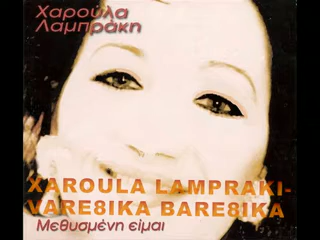 Χαρούλα
Λαμπράκη
XAROULA LAMPRAKI-
VARE8IKA BARE8IKA
Μεθυσμένη είμαι